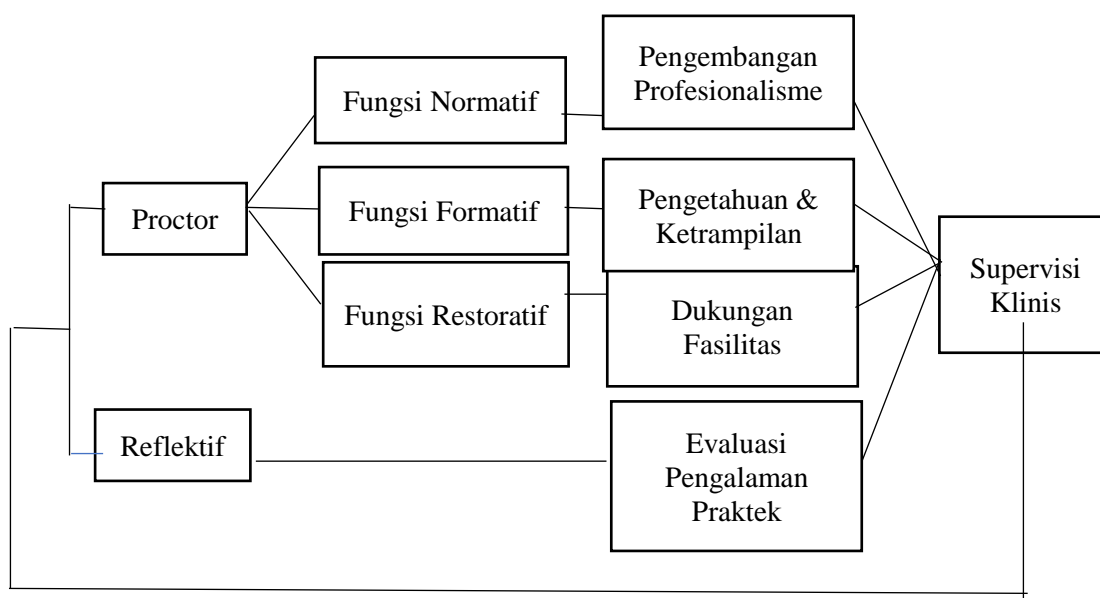 Pengembangan
Profesionalisme
Fungsi Normatif
Pengetahuan &
Ketrampilan
Fungsi Formatif
Proctor
Supervisi
Klinis
Fungsi Restoratif
Dukungan
Fasilitas
Reflektif
Evaluasi
Pengalaman
Praktek